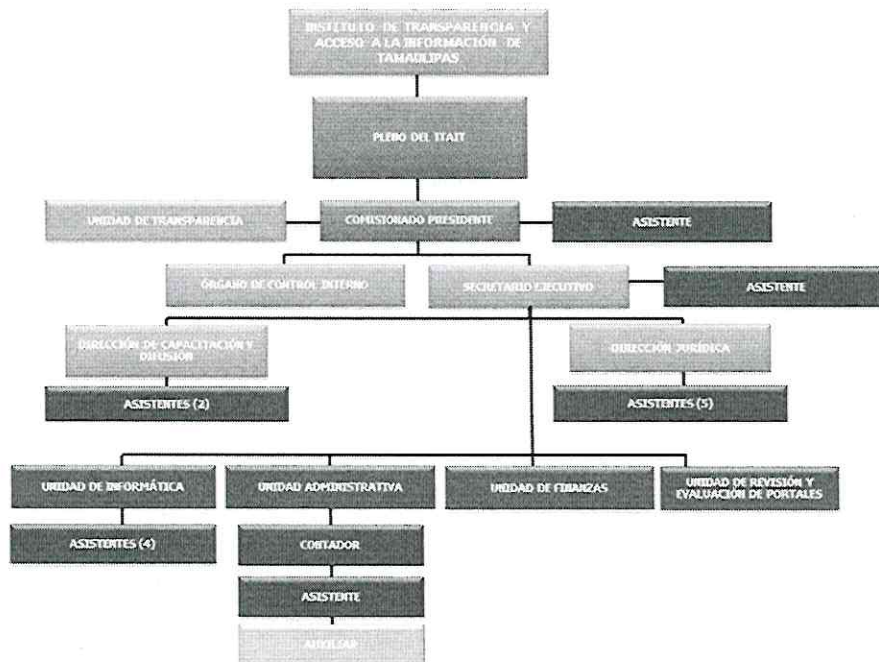 INSTITUTO DE TRANSPARENCIA Y
ACCESO A LA INFORMACIÓN DE
TAMAULIPAS
PLENO DEL ITAIT
UNIDAD DE TRANSPARENCIA
COMISIONADO PRESIDENTE
ASISTENTE
ÓRGANO DE CONTROL INTERNO
SECRETARIO EJECUTIVO
ASISTENTE
DIRECCIÓN DE CAPACITACIÓN Y
DIFUSIÓN
DIRECCIÓN JURÍDICA
ASISTENTES (2)
ASISTENTES (5)
UNIDAD DE INFORMÁTICA
UNIDAD ADMINISTRATIVA
UNIDAD DE FINANZAS
UNIDAD DE REVISIÓN Y
EVALUACIÓN DE PORTALES
ASISTENTES (4)
CONTADOR
ASISTENTE
AUXILIAR